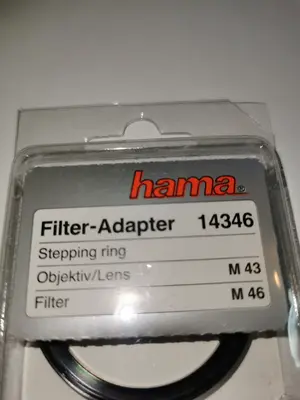 hama®
Filter-Adapter 14346
Stepping ring
Objektiv/Lens M 43
Filter M 46